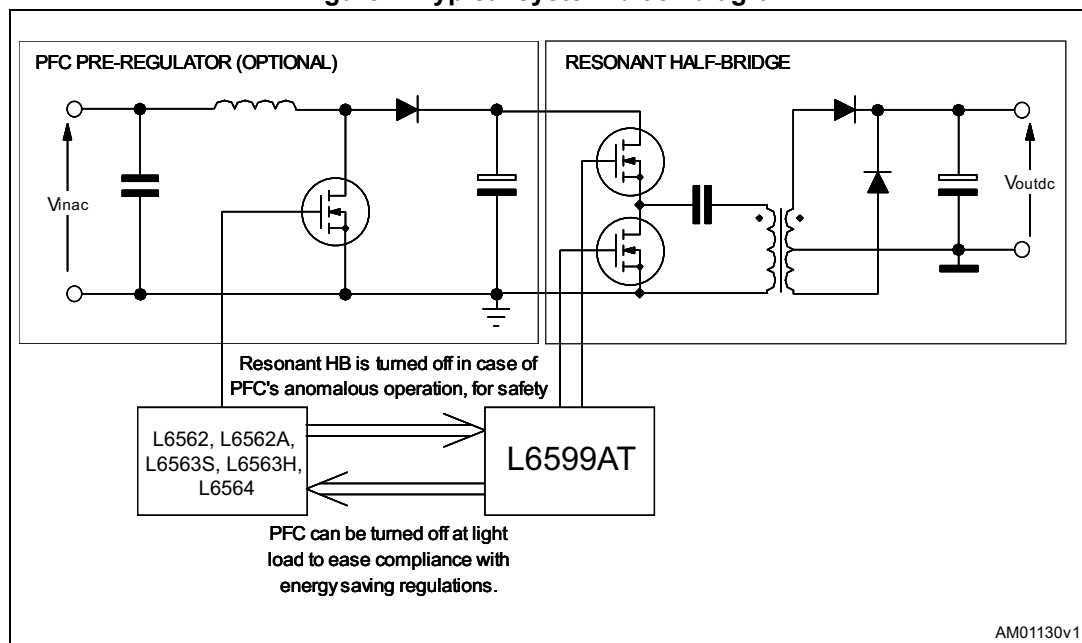 PFC PRE-REGULATOR (OPTIONAL)
RESONANT HALF-BRIDGE
Vinac
Voutdc
Resonant HB is turned off in case of
PFC's anomalous operation, for safety
L6562, L6562A,
L6563S, L6563H,
L6564
L6599AT
PFC can be turned off at light
load to ease compliance with
energy saving regulations.
AM01130v1